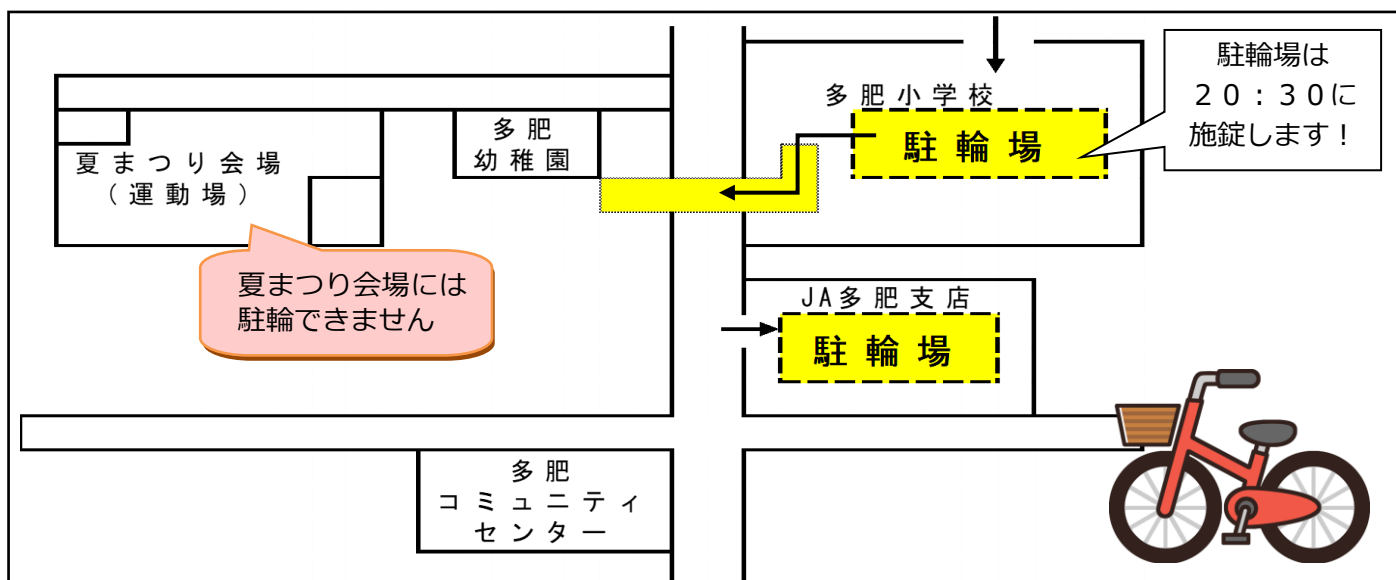 駐輪場は
２０：３０に
施錠します！
多肥小学校
駐輪場
多肥
幼稚園
夏まつり会場
（運動場）
夏まつり会場には
駐輪できません
JA多肥支店
駐輪場
多肥
コミュニティ
センター